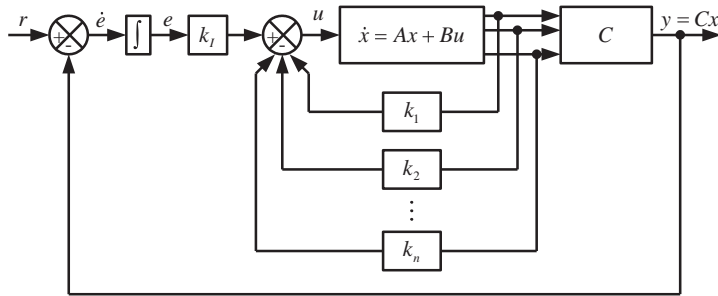 r
+
-
ė
∫
e
k_I
+
-
u
ẋ = Ax + Bu
C
y = Cx
k_1
k_2
⋮
k_n